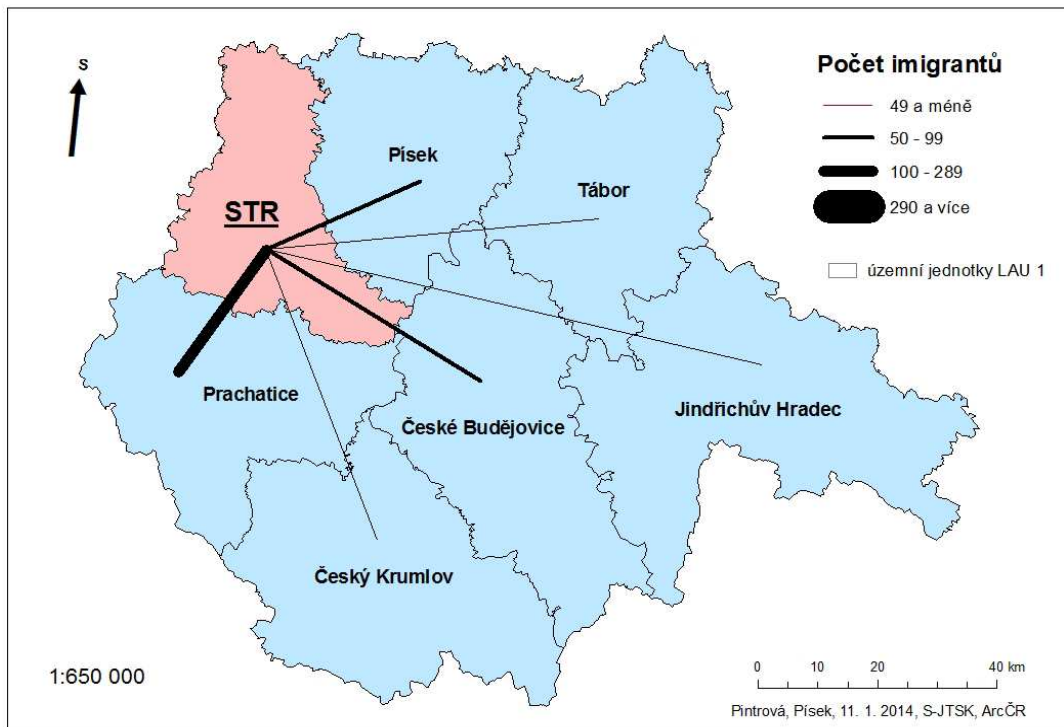 S
Počet imigrantů
49 a méně
50 - 99
100 - 289
290 a více
územní jednotky LAU 1
Písek
Tábor
STR
Prachatice
České Budějovice
Jindřichův Hradec
Český Krumlov
1:650 000
0 10 20 40 km
Pintrová, Písek, 11. 1. 2014, S-JTSK, ArcČR